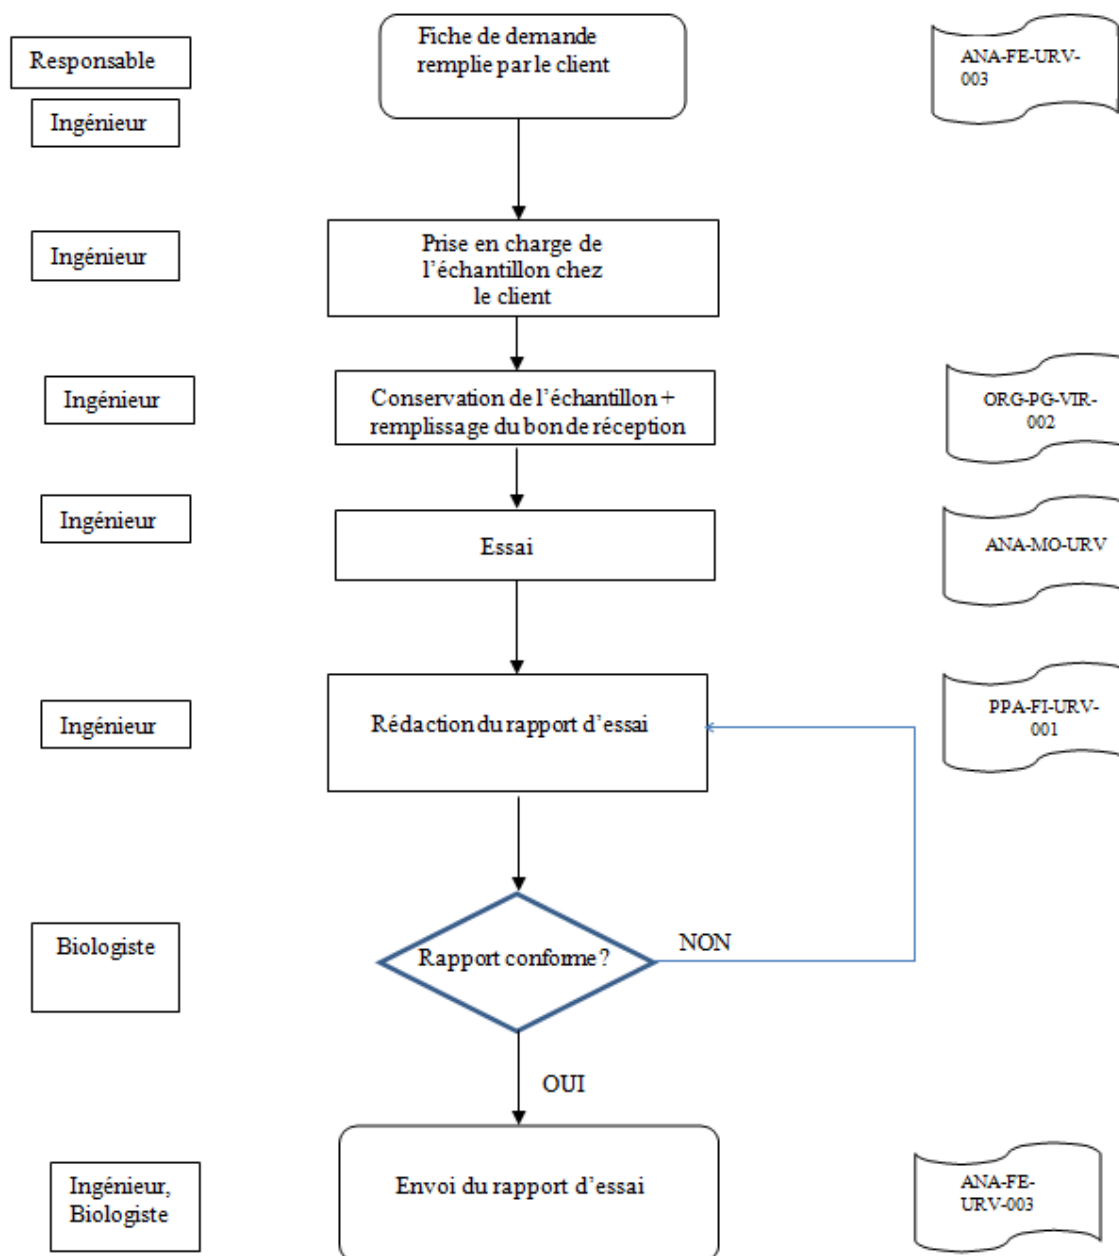 Responsable
Ingénieur
Fiche de demande
remplie par le client
ANA-FE-URV-
003
Ingénieur
Prise en charge de
l'échantillon chez
le client
Ingénieur
Conservation de l'échantillon +
remplissage du bon de réception
ORG-PG-VIR-
002
Ingénieur
Essai
ANA-MO-URV
Ingénieur
Rédaction du rapport d'essai
PPA-FI-URV-
001
Biologiste
Rapport conforme ?
NON
OUI
Ingénieur,
Biologiste
Envoi du rapport d'essai
ANA-FE-
URV-003